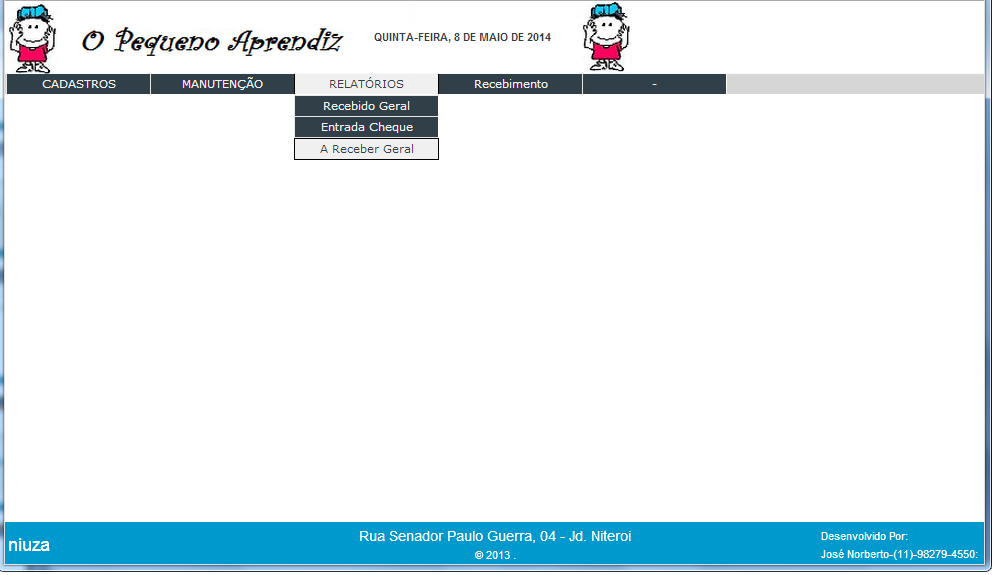 O Pequeno Aprendiz
QUINTA-FEIRA, 8 DE MAIO DE 2014
CADASTROS MANUTENÇÃO RELATÓRIOS Recebimento -
Recebido Geral
Entrada Cheque
A Receber Geral
niuza
Rua Senador Paulo Guerra, 04 - Jd. Niteroi
© 2013 .
Desenvolvido Por:
José Norberto-(11)-98279-4550: